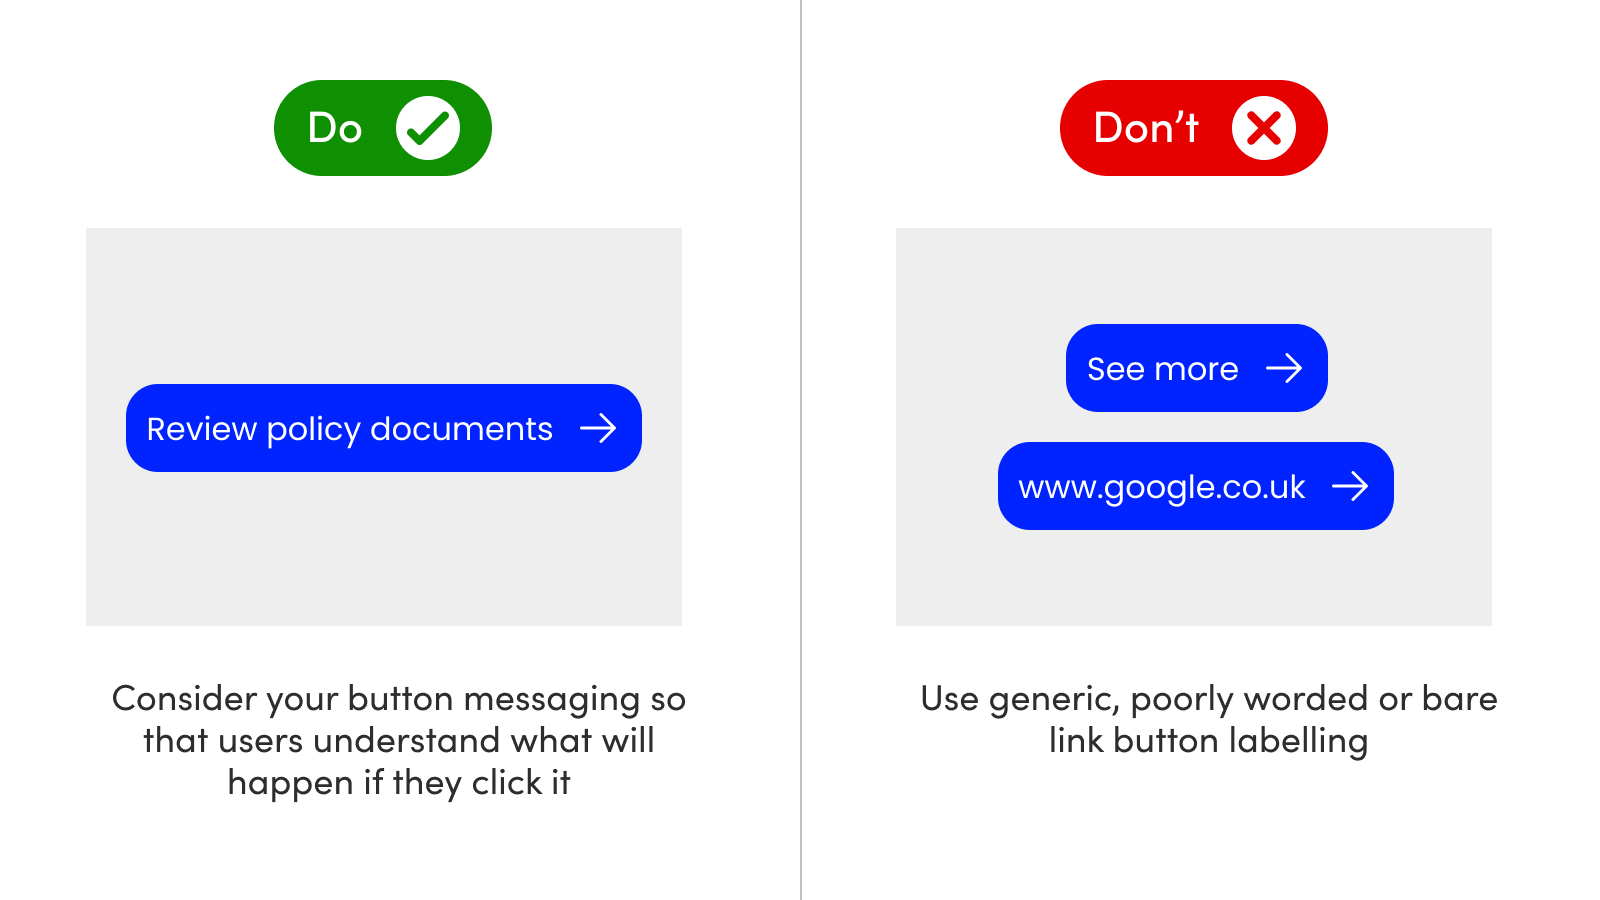 Do
Review policy documents
Consider your button messaging so
that users understand what will
happen if they click it
Don’t
See more
www.google.co.uk
Use generic, poorly worded or bare
link button labelling